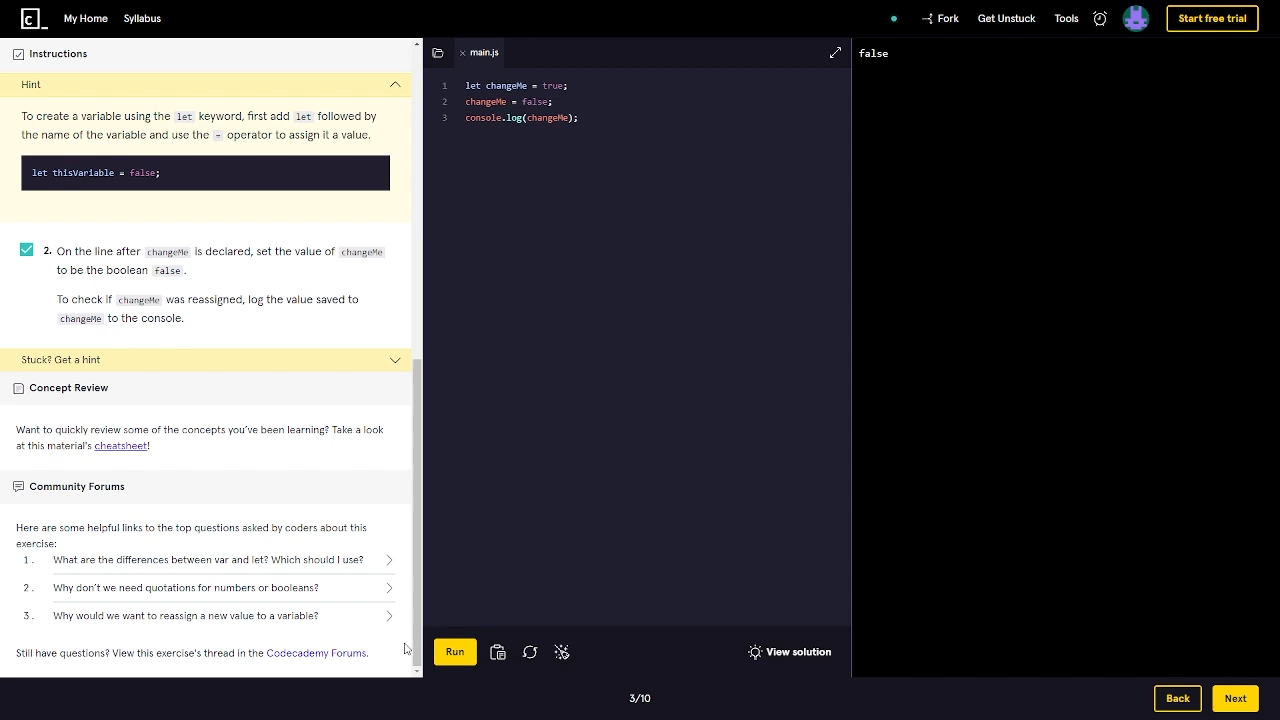 My Home
Syllabus
Fork
Get Unstuck
Tools
Start free trial
Instructions
Hint
To create a variable using the let keyword, first add let followed by
the name of the variable and use the = operator to assign it a value.
let thisVariable = false;
2. On the line after changeMe is declared, set the value of changeMe
to be the boolean false.
To check if changeMe was reassigned, log the value saved to
changeMe to the console.
Stuck? Get a hint
Concept Review
Want to quickly review some of the concepts you've been learning? Take a look
at this material's cheatsheet!
Community Forums
Here are some helpful links to the top questions asked by coders about this
exercise:
1. What are the differences between var and let? Which should I use?
2. Why don't we need quotations for numbers or booleans?
3. Why would we want to reassign a new value to a variable?
Still have questions? View this exercise's thread in the Codecademy Forums.
main.js
1 let changeMe = true;
2 changeMe = false;
3 console.log(changeMe);
Run
View solution
false
3/10
Back
Next